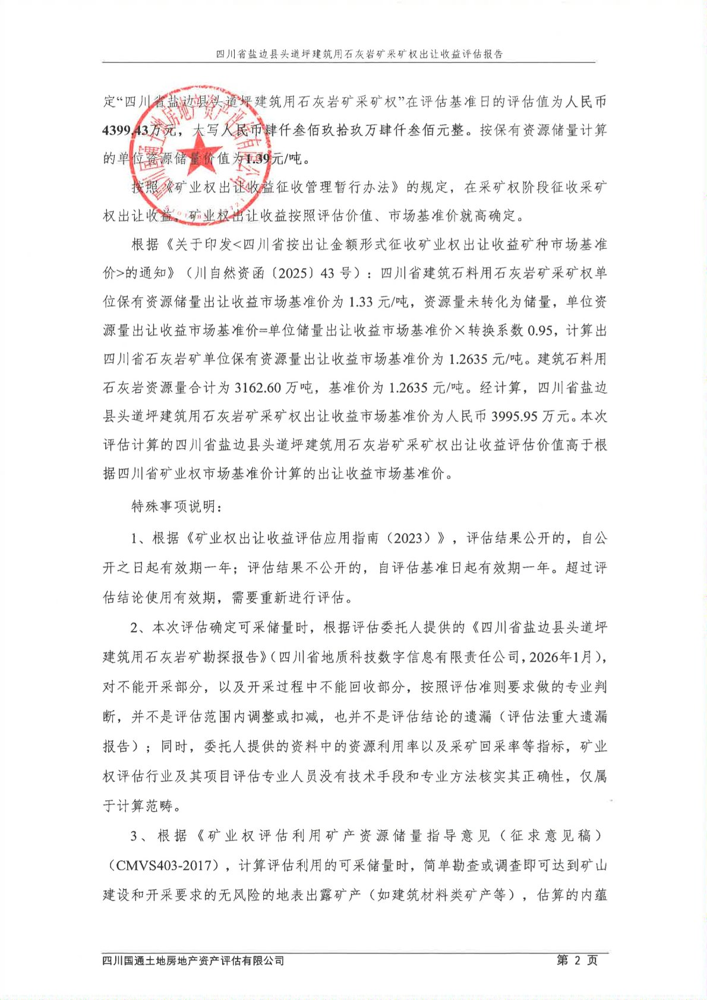 四川省盐边县头道坪建筑用石灰岩矿采矿权出让收益评估报告
定“四川省盐边县头道坪建筑用石灰岩矿采矿权”在评估基准日的评估值为人民币
4399.43万元，大写人民币肆仟叁佰玖拾玖万肆仟叁佰元整。按保有资源储量计算
的单位资源储量价值为1.39元/吨。
按照《矿业权出让收益征收管理暂行办法》的规定，在采矿权阶段征收采矿
权出让收益，矿业权出让收益按照评估价值、市场基准价就高确定。
根据《关于印发<四川省按出让金额形式征收矿业权出让收益矿种市场基准
价>的通知》（川自然资函〔2025〕43 号）：四川省建筑石料用石灰岩矿采矿权单
位保有资源储量出让收益市场基准价为 1.33 元/吨，资源量未转化为储量，单位资
源量出让收益市场基准价=单位储量出让收益市场基准价×转换系数 0.95，计算出
四川省石灰岩矿单位保有资源量出让收益市场基准价为 1.2635 元/吨。建筑石料用
石灰岩资源量合计为 3162.60 万吨，基准价为 1.2635 元/吨。经计算，四川省盐边
县头道坪建筑用石灰岩矿采矿权出让收益市场基准价为人民币 3995.95 万元。本次
评估计算的四川省盐边县头道坪建筑用石灰岩矿采矿权出让收益评估价值高于根
据四川省矿业权市场基准价计算的出让收益市场基准价。
特殊事项说明：
1、根据《矿业权出让收益评估应用指南（2023）》，评估结果公开的，自公
开之日起有效期一年；评估结果不公开的，自评估基准日起有效期一年。超过评
估结论使用有效期，需要重新进行评估。
2、本次评估确定可采储量时，根据评估委托人提供的《四川省盐边县头道坪
建筑用石灰岩矿勘探报告》（四川省地质科技数字信息有限责任公司，2026年1月），
对不能开采部分，以及开采过程中不能回收部分，按照评估准则要求做的专业判
断，并不是评估范围内调整或扣减，也并不是评估结论的遗漏（评估法重大遗漏
报告）；同时，委托人提供的资料中的资源利用率以及采矿回采率等指标，矿业
权评估行业及其项目评估专业人员没有技术手段和专业方法核实其正确性，仅属
于计算范畴。
3、根据《矿业权评估利用矿产资源储量指导意见（征求意见稿）
（CMVS403-2017），计算评估利用的可采储量时，简单勘查或调查即可达到矿山
建设和开采要求的无风险的地表出露矿产（如建筑材料类矿产等），估算的内蕴
四川国通土地房地产资产评估有限公司
四川国通土地房地产资产评估有限公司
第 2 页